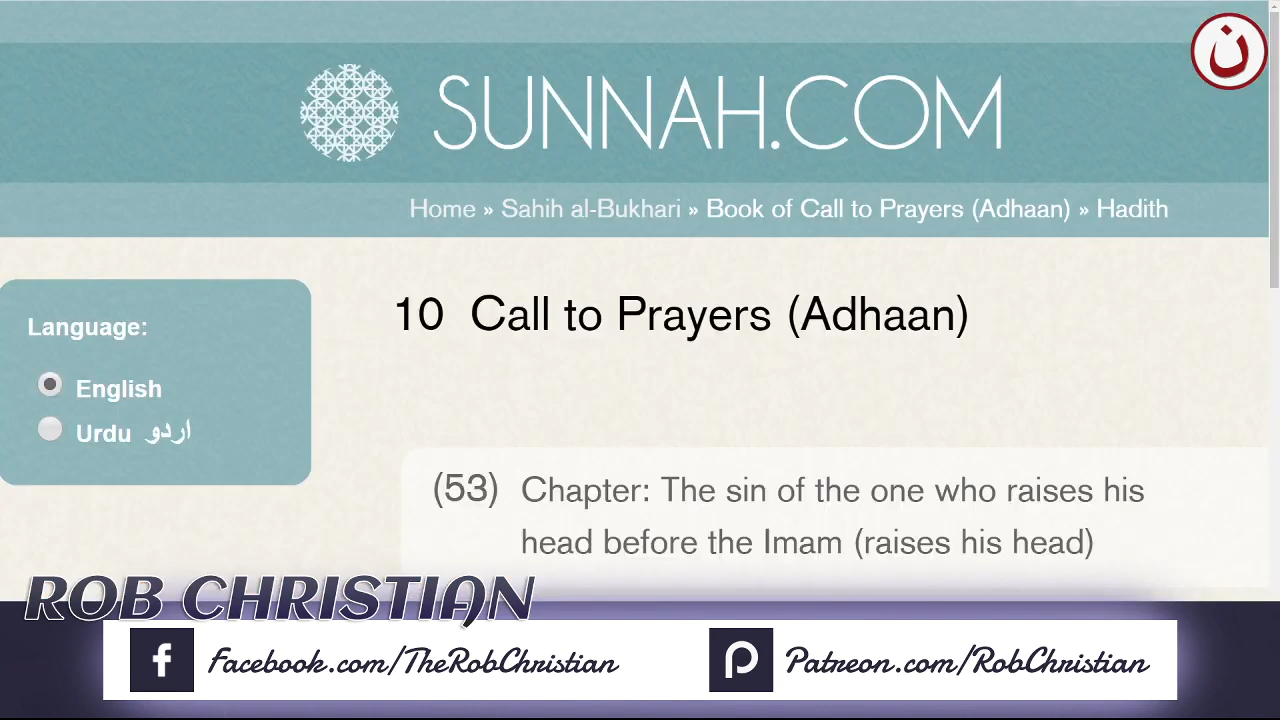 ن
SUNNAH.COM
Home » Sahih al-Bukhari » Book of Call to Prayers (Adhaan) » Hadith
Language:
English
Urdu اردو
10 Call to Prayers (Adhaan)
(53) Chapter: The sin of the one who raises his
head before the Imam (raises his head)
ROB CHRISTIAN
f Facebook.com/TheRobChristian
Patreon.com/RobChristian